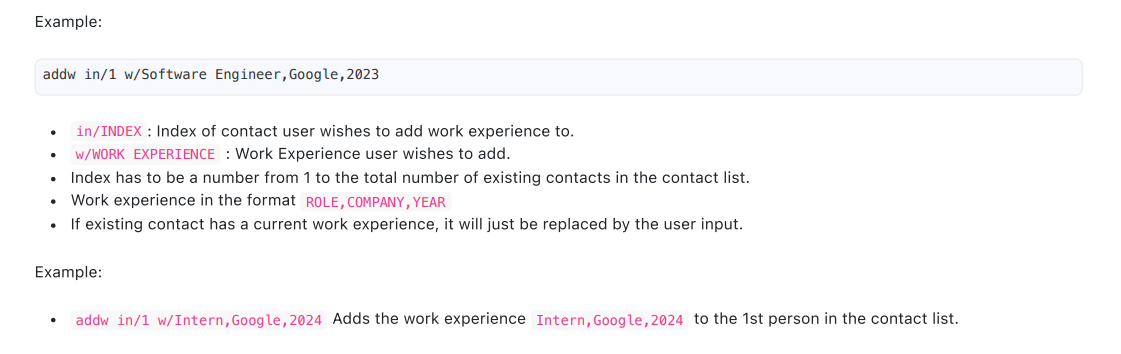 Example:
addw in/1 w/Software Engineer,Google,2023
• in/INDEX : Index of contact user wishes to add work experience to.
• w/WORK EXPERIENCE : Work Experience user wishes to add.
• Index has to be a number from 1 to the total number of existing contacts in the contact list.
• Work experience in the format ROLE,COMPANY,YEAR
• If existing contact has a current work experience, it will just be replaced by the user input.
Example:
• addw in/1 w/Intern,Google,2024 Adds the work experience Intern,Google,2024 to the 1st person in the contact list.